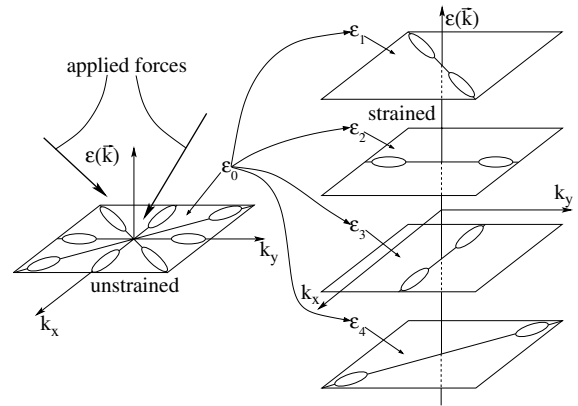 applied forces
ε(k⃗)
ε₀
k_y
unstrained
k_x
ε(k⃗)
ε₁
strained
ε₂
k_y
ε₃
k_x
ε₄